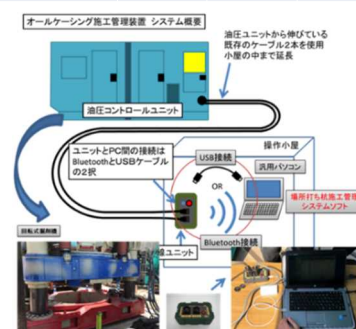 オールケーシング施工管理装置 システム概要
油圧ユニットから伸びている
既存のケーブル2本を使用
小屋の中まで延長
油圧コントロールユニット
操作小屋
ユニットとPC間の接続は
BluetoothとUSBケーブル
の2択
USB接続
汎用パソコン
OR
場所打ち杭施工管理
システムソフト
Bluetooth接続
ユニット
回転式掘削機